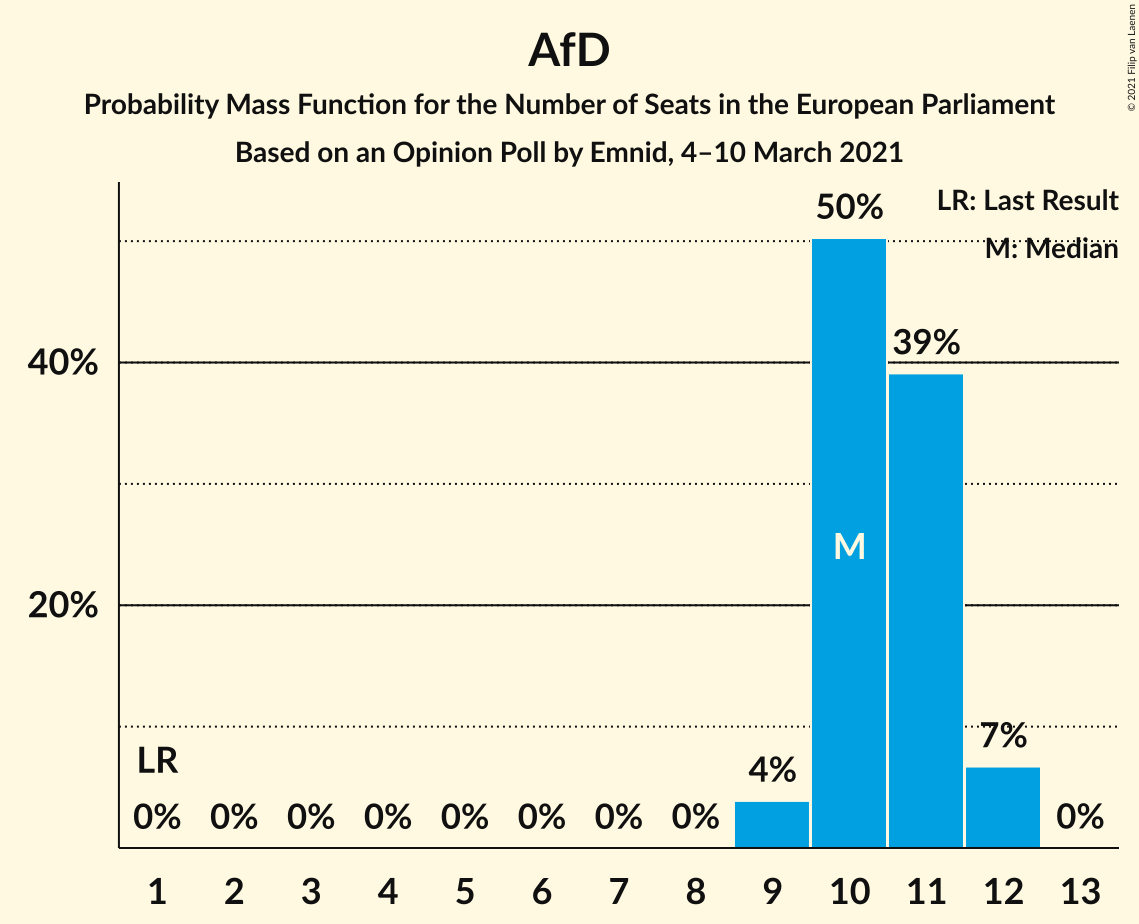 AfD
Probability Mass Function for the Number of Seats in the European Parliament
Based on an Opinion Poll by Emnid, 4–10 March 2021
© 2021 Filip van Laenen
LR: Last Result
M: Median
50%
39%
40%
M
20%
LR
7%
4%
0% 0% 0% 0% 0% 0% 0% 0% 0%
1 2 3 4 5 6 7 8 9 10 11 12 13